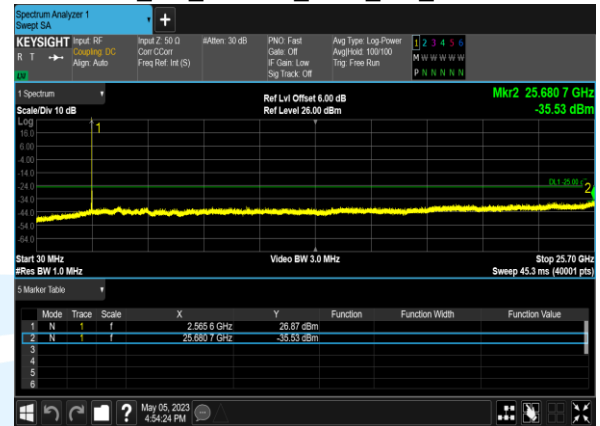 Spectrum Analyzer 1
Swept SA
+
KEYSIGHT Input: RF Input Z: 50 Ω #Atten: 30 dB PNO: Fast Avg Type: Log-Power 1 2 3 4 5 6
R T Coupling: DC Corr CCorr Gate: Off Avg|Hold: 100/100 M W W W W W
Align: Auto Freq Ref: Int (S) IF Gain: Low Trig: Free Run
LV Sig Track: Off P N N N N N
1 Spectrum Ref Lvl Offset 6.00 dB Mkr2 25.680 7 GHz
Scale/Div 10 dB Ref Level 26.00 dBm -35.53 dBm
Log
16.0
6.00
-4.00
-14.0
-24.0
-34.0
-44.0
-54.0
-64.0
1
2
Start 30 MHz Video BW 3.0 MHz Stop 25.70 GHz
#Res BW 1.0 MHz Sweep 45.3 ms (40001 pts)
5 Marker Table
Mode Trace Scale X Y Function Function Width Function Value
1 N 1 f 2.565 6 GHz 26.87 dBm
2 N 1 f 25.680 7 GHz -35.53 dBm
3
4
5
6
? May 05, 2023
4:54:24 PM